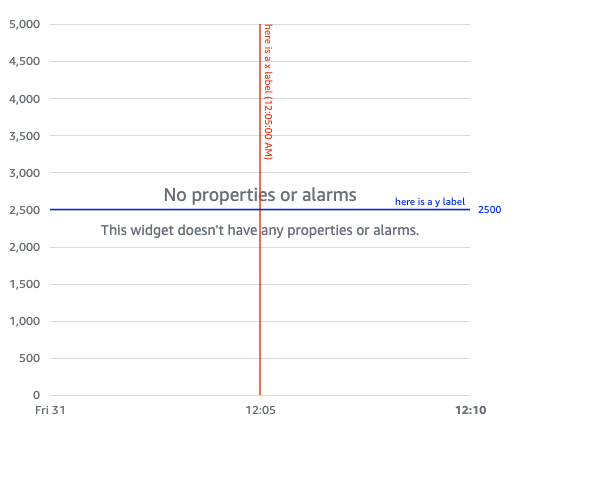 5,000
4,500
4,000
3,500
3,000
2,500
2,000
1,500
1,000
500
0
here is a x label (12:05:00 AM)
No properties or alarms
here is a y label
2500
This widget doesn't have any properties or alarms.
Fri 31
12:05
12:10